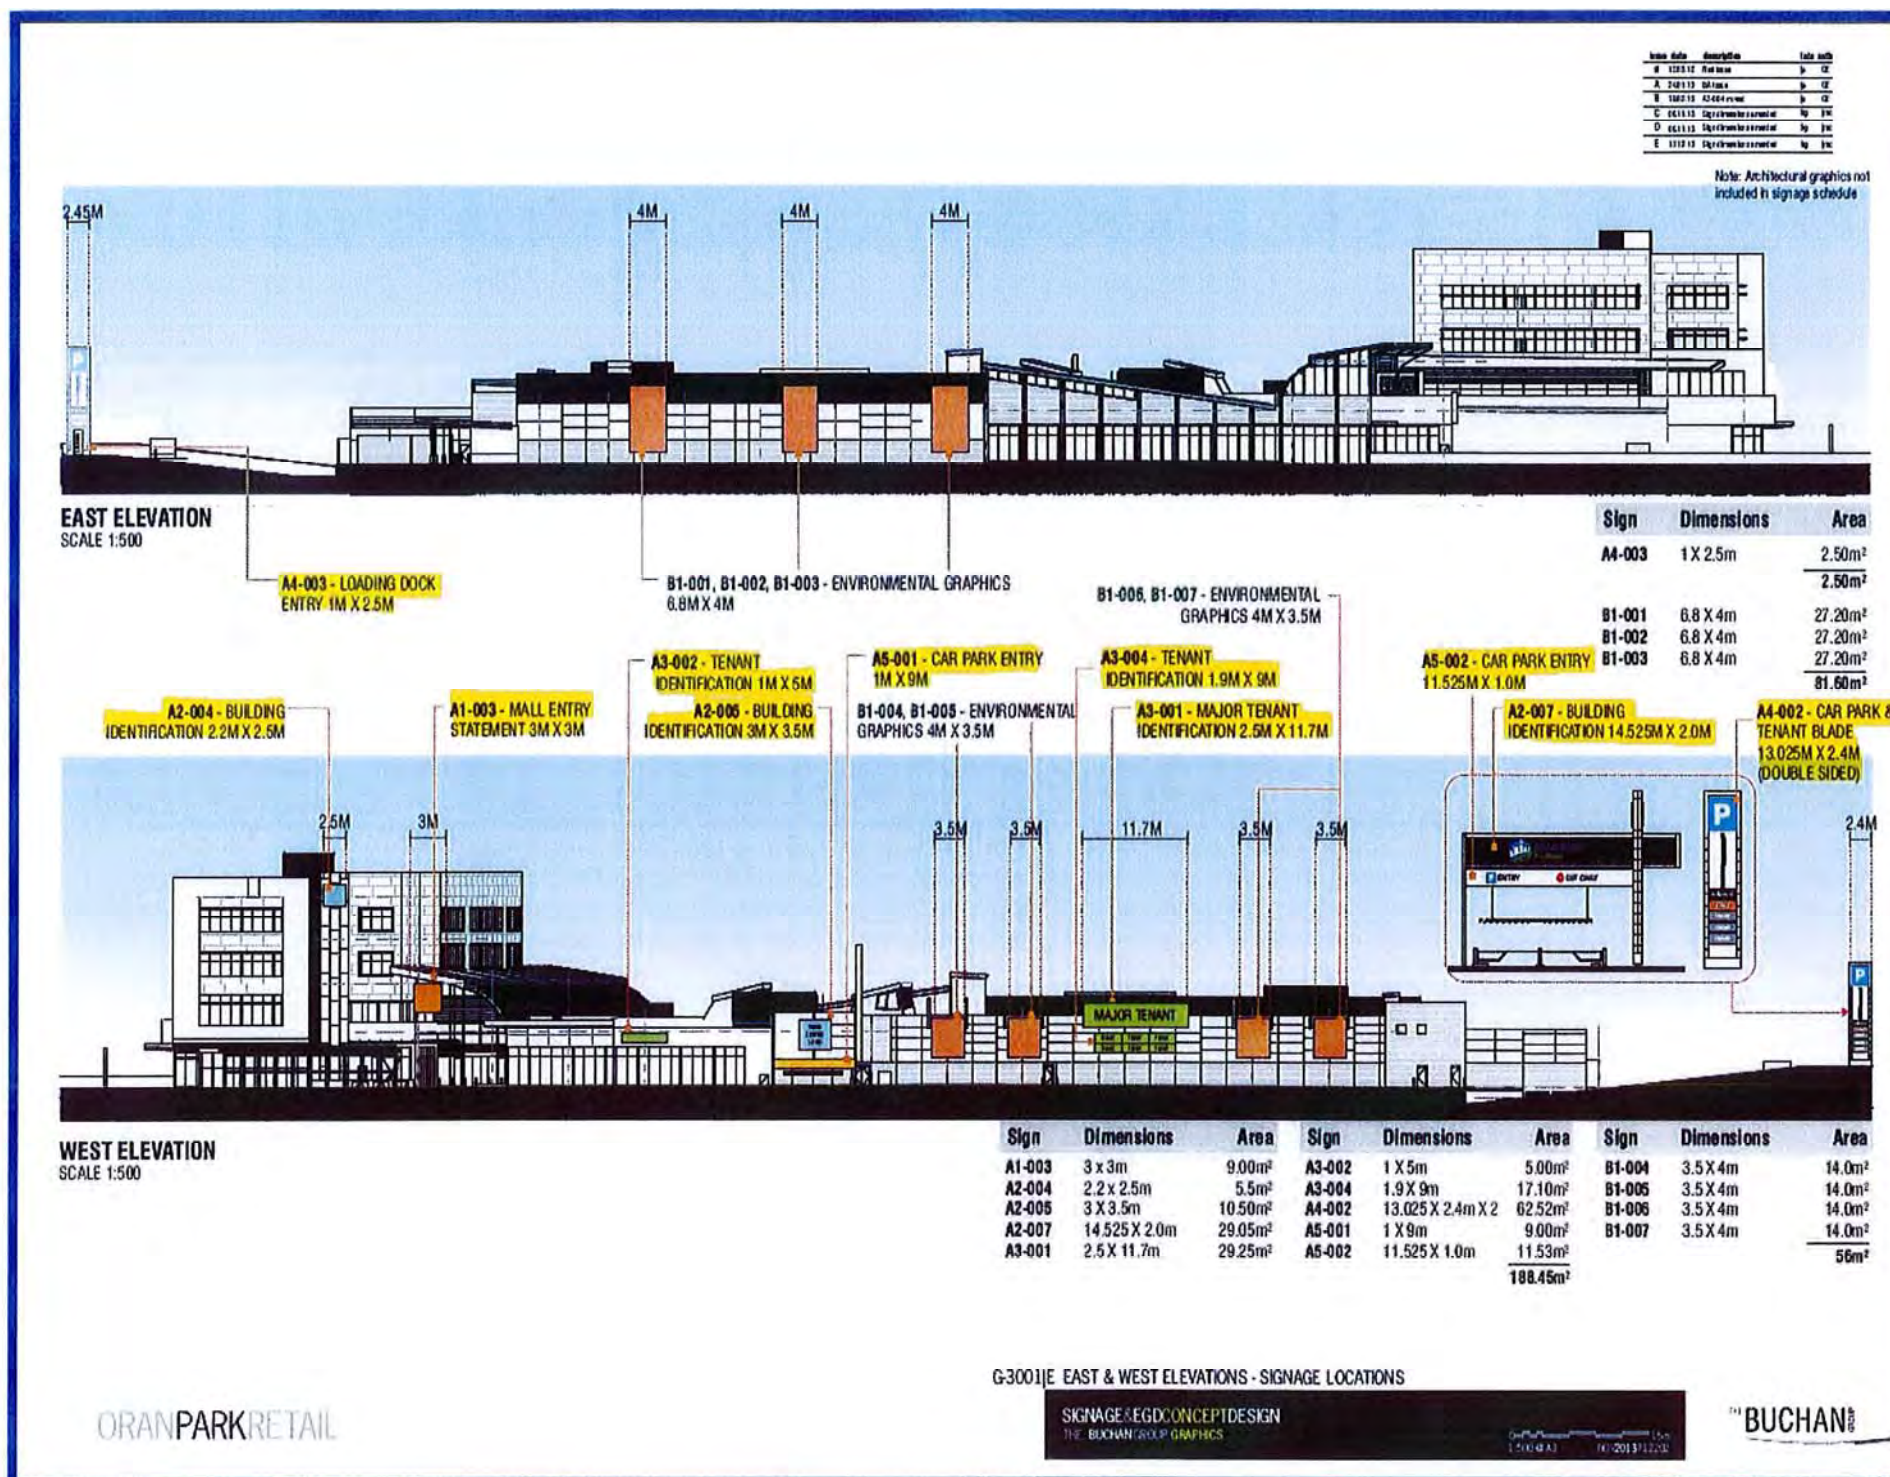 Note: Architectural graphics not
included in signage schedule
2.45M
4M 4M 4M
P
EAST ELEVATION
SCALE 1:500
A4-003 - LOADING DOCK
ENTRY 1M X 2.5M
B1-001, B1-002, B1-003 - ENVIRONMENTAL GRAPHICS
6.8M X 4M
Sign Dimensions Area
A4-003 1 X 2.5m 2.50m²
2.50m²
B1-001 6.8 X 4m 27.20m²
B1-002 6.8 X 4m 27.20m²
B1-003 6.8 X 4m 27.20m²
81.60m²
B1-006, B1-007 - ENVIRONMENTAL
GRAPHICS 4M X 3.5M
A2-004 - BUILDING
IDENTIFICATION 2.2M X 2.5M
A1-003 - MALL ENTRY
STATEMENT 3M X 3M
A3-002 - TENANT
IDENTIFICATION 1M X 5M
A2-005 - BUILDING
IDENTIFICATION 3M X 3.5M
A5-001 - CAR PARK ENTRY
1M X 9M
B1-004, B1-005 - ENVIRONMENTAL
GRAPHICS 4M X 3.5M
A3-004 - TENANT
IDENTIFICATION 1.9M X 9M
A3-001 - MAJOR TENANT
IDENTIFICATION 2.5M X 11.7M
A5-002 - CAR PARK ENTRY
11.525M X 1.0M
A2-007 - BUILDING
IDENTIFICATION 14.525M X 2.0M
A4-002 - CAR PARK &
TENANT BLADE
13.025M X 2.4M
(DOUBLE SIDED)
2.5M 3M 3.5M 3.5M 11.7M 3.5M 3.5M 2.4M
P
P ENTRY
MAJOR TENANT
P
WEST ELEVATION
SCALE 1:500
Sign Dimensions Area
A1-003 3 x 3m 9.00m²
A2-004 2.2 x 2.5m 5.5m²
A2-005 3 X 3.5m 10.50m²
A2-007 14.525 X 2.0m 29.05m²
A3-001 2.5 X 11.7m 29.25m²
Sign Dimensions Area
A3-002 1 X 5m 5.00m²
A3-004 1.9 X 9m 17.10m²
A4-002 13.025 X 2.4m X 2 62.52m²
A5-001 1 X 9m 9.00m²
A5-002 11.525 X 1.0m 11.53m²
188.45m²
Sign Dimensions Area
B1-004 3.5 X 4m 14.0m²
B1-005 3.5 X 4m 14.0m²
B1-006 3.5 X 4m 14.0m²
B1-007 3.5 X 4m 14.0m²
56m²
G-3001|E EAST & WEST ELEVATIONS - SIGNAGE LOCATIONS
SIGNAGE&EGDCONCEPTDESIGN
THE BUCHANGROUP GRAPHICS
ORANPARKRETAIL
THE BUCHAN